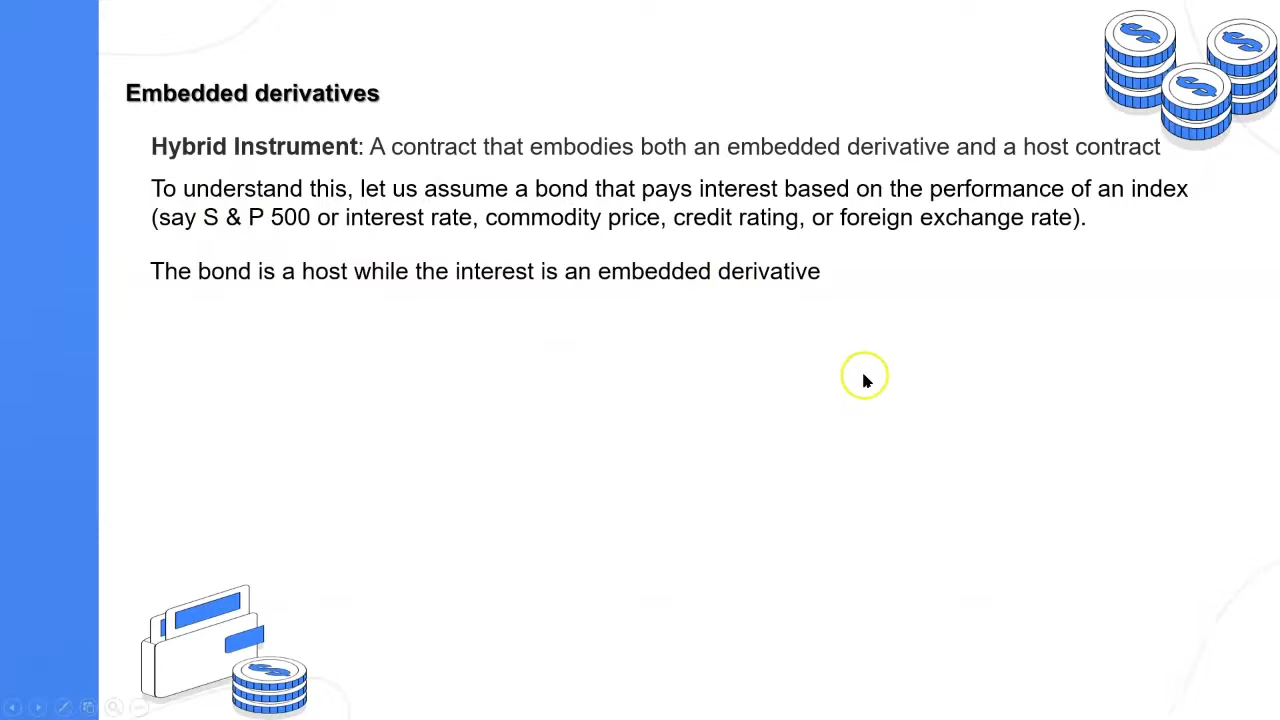 Embedded derivatives
Hybrid Instrument: A contract that embodies both an embedded derivative and a host contract
To understand this, let us assume a bond that pays interest based on the performance of an index
(say S & P 500 or interest rate, commodity price, credit rating, or foreign exchange rate).
The bond is a host while the interest is an embedded derivative